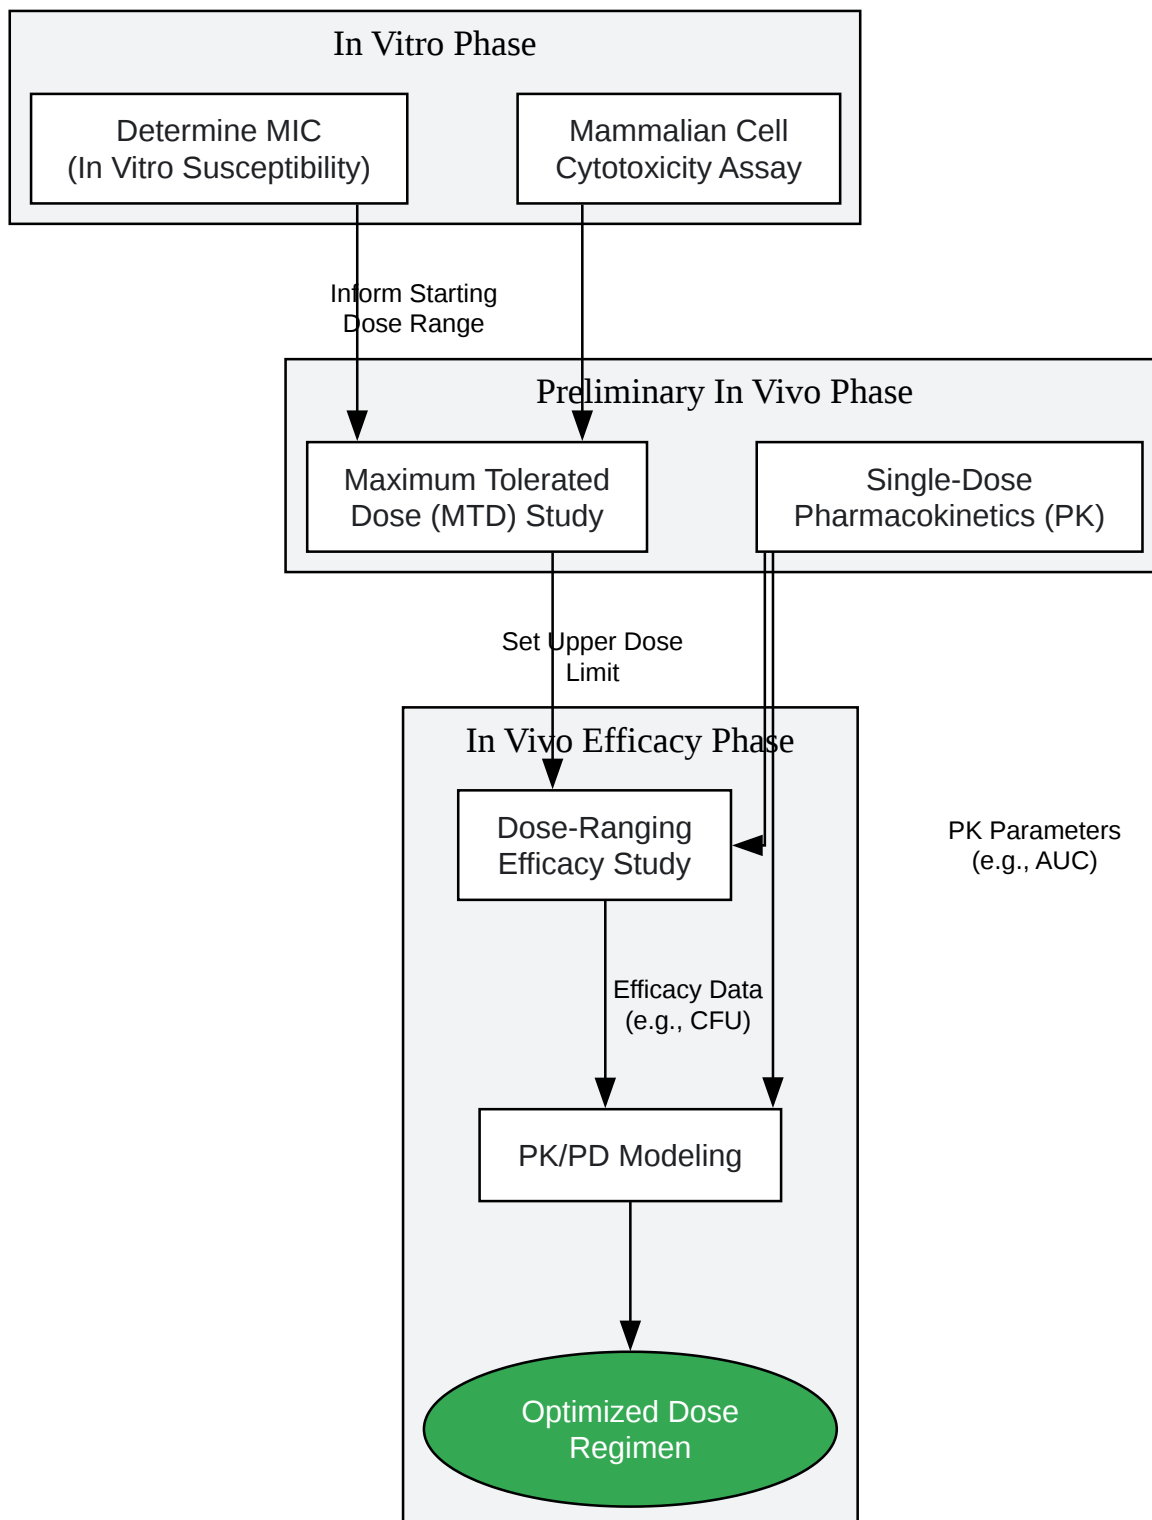 In Vitro Phase
Determine MIC
(In Vitro Susceptibility)
Mammalian Cell
Cytotoxicity Assay
Inform Starting
Dose Range
Preliminary In Vivo Phase
Maximum Tolerated
Dose (MTD) Study
Single-Dose
Pharmacokinetics (PK)
Set Upper Dose
Limit
In Vivo Efficacy Phase
Dose-Ranging
Efficacy Study
PK Parameters
(e.g., AUC)
Efficacy Data
(e.g., CFU)
PK/PD Modeling
Optimized Dose
Regimen